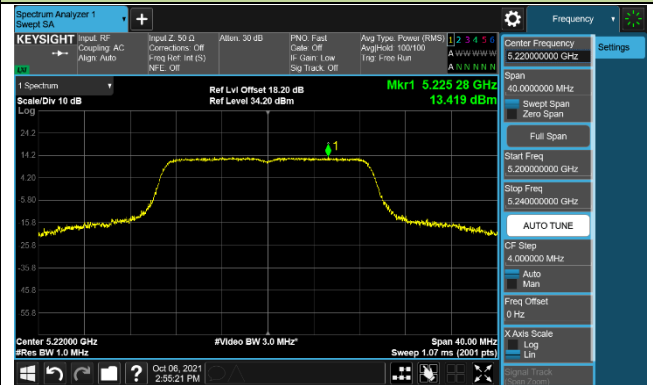 Spectrum Analyzer 1
Swept SA
Frequency
KEYSIGHT
Input: RF
Coupling: AC
Align: Auto
Input Z: 50 Ω
Corrections: Off
Freq Ref: Int (S)
NFE: Off
Atten: 30 dB
PNO: Fast
Gate: Off
IF Gain: Low
Sig Track: Off
Avg Type: Power (RMS)
Avg|Hold: 100/100
Trig: Free Run
1 2 3 4 5 6
A W W W W W
A N N N N N
1 Spectrum
Scale/Div 10 dB
Log
Ref Lvl Offset 18.20 dB
Ref Level 34.20 dBm
Mkr1 5.225 28 GHz
13.419 dBm
1
24.2
14.2
4.20
-5.80
-15.8
-25.8
-35.8
-45.8
-55.8
Center 5.22000 GHz
#Res BW 1.0 MHz
#Video BW 3.0 MHz*
Span 40.00 MHz
Sweep 1.07 ms (2001 pts)
Oct 06, 2021
2:55:21 PM
Center Frequency
5.220000000 GHz
Span
40.0000000 MHz
Swept Span
Zero Span
Full Span
Start Freq
5.200000000 GHz
Stop Freq
5.240000000 GHz
AUTO TUNE
CF Step
4.000000 MHz
Auto
Man
Freq Offset
0 Hz
X Axis Scale
Log
Lin
Signal Track
(Span Zoom)
Settings